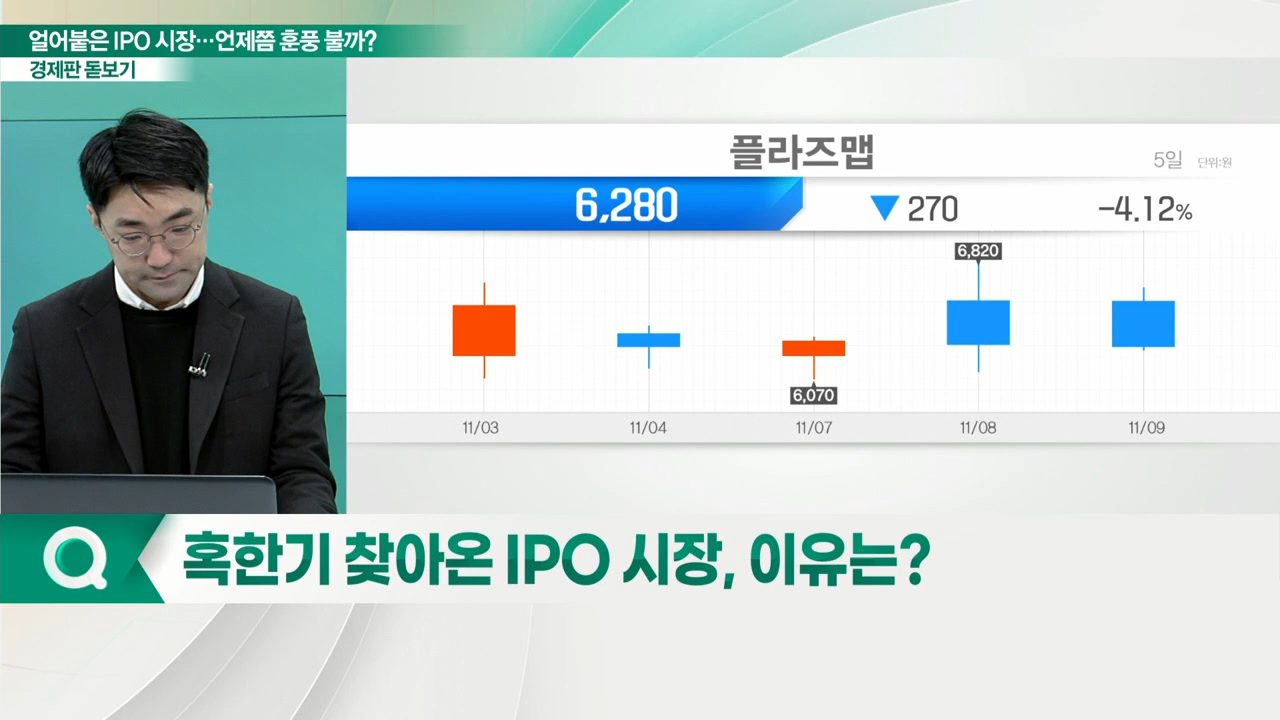 얼어붙은 IPO 시장…언제쯤 훈풍 불까?
경제판 돋보기
플라즈맵
5일 단위:원
6,280 ▼ 270 -4.12%
6,820
6,070
11/03 11/04 11/07 11/08 11/09
혹한기 찾아온 IPO 시장, 이유는?